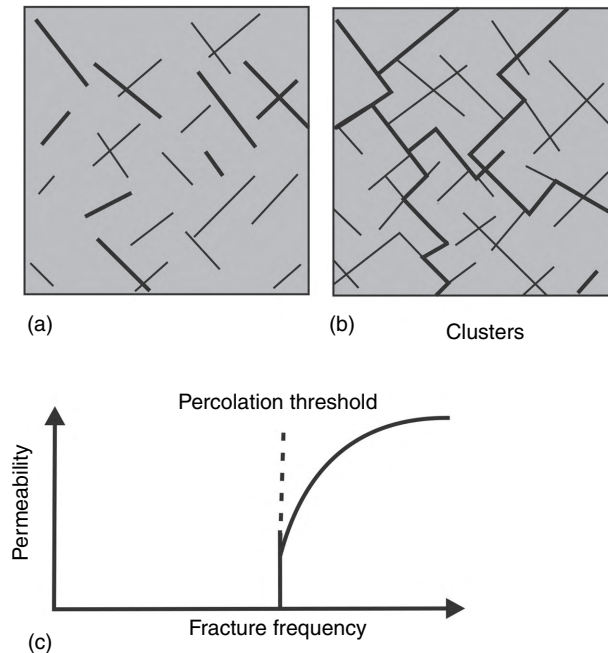 (a)
(b)
Clusters
Percolation threshold
Permeability
Fracture frequency
(c)